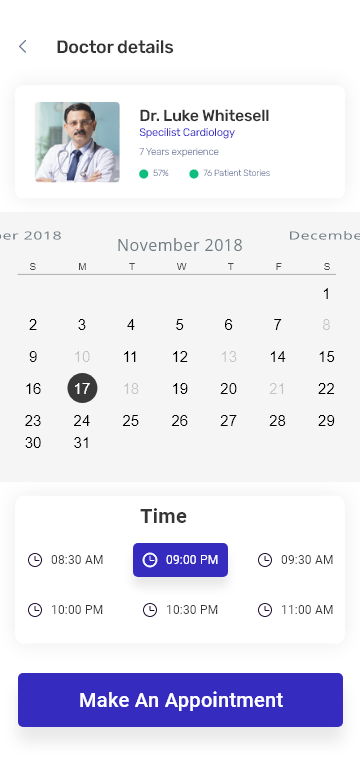 Doctor details
Dr. Luke Whitesell
Specilist Cardiology
7 Years experience
57% 76 Patient Stories
ber 2018 November 2018 Decembe
S M T W T F S
1
2 3 4 5 6 7 8
9 10 11 12 13 14 15
16 17 18 19 20 21 22
23 24 25 26 27 28 29
30 31
Time
08:30 AM 09:00 PM 09:30 AM
10:00 PM 10:30 PM 11:00 AM
Make An Appointment